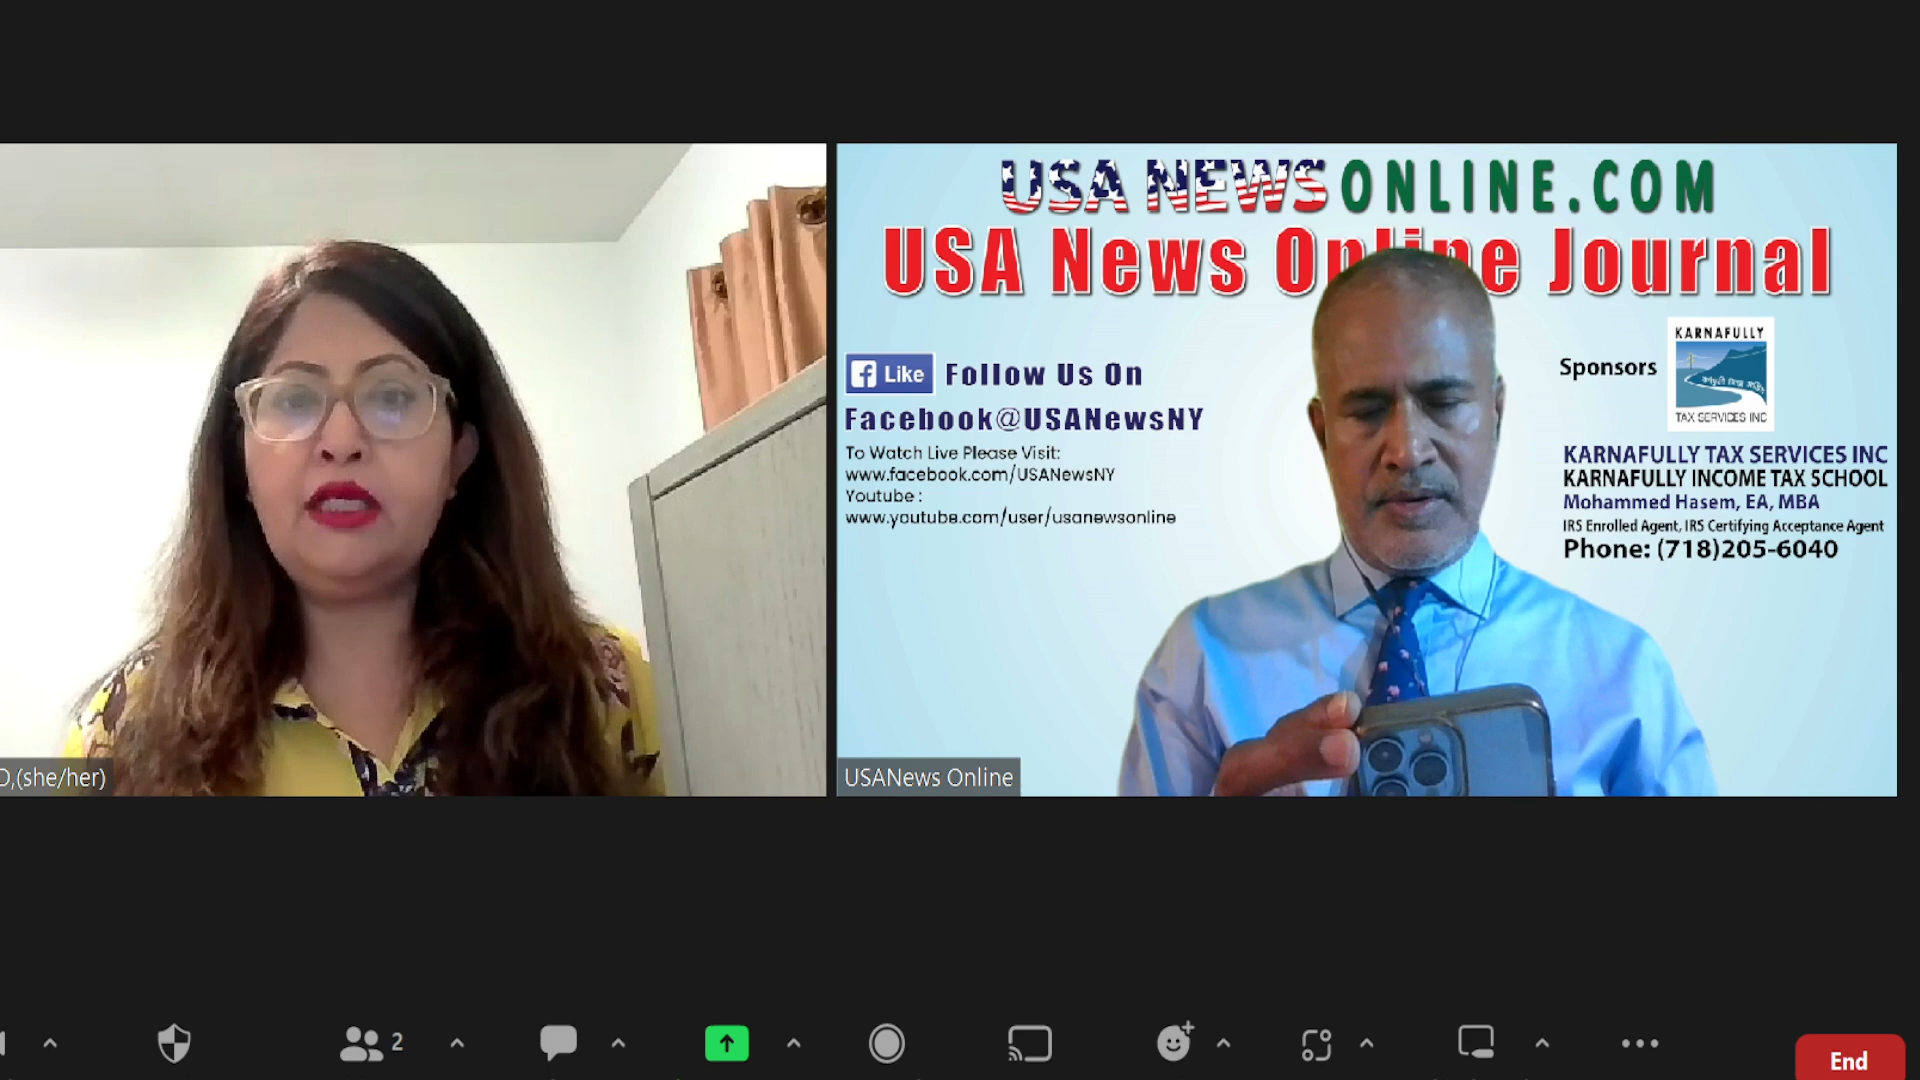 USA NEWS ONLINE.COM
USA News Online Journal
Like Follow Us On
Facebook@USANewsNY
To Watch Live Please Visit:
www.facebook.com/USANewsNY
Youtube :
www.youtube.com/user/usanewsonline
Sponsors
KARNAFULLY
TAX SERVICES INC
KARNAFULLY TAX SERVICES INC
KARNAFULLY INCOME TAX SCHOOL
Mohammed Hasem, EA, MBA
IRS Enrolled Agent, IRS Certifying Acceptance Agent
Phone: (718)205-6040
,(she/her)
USANews Online
2
End